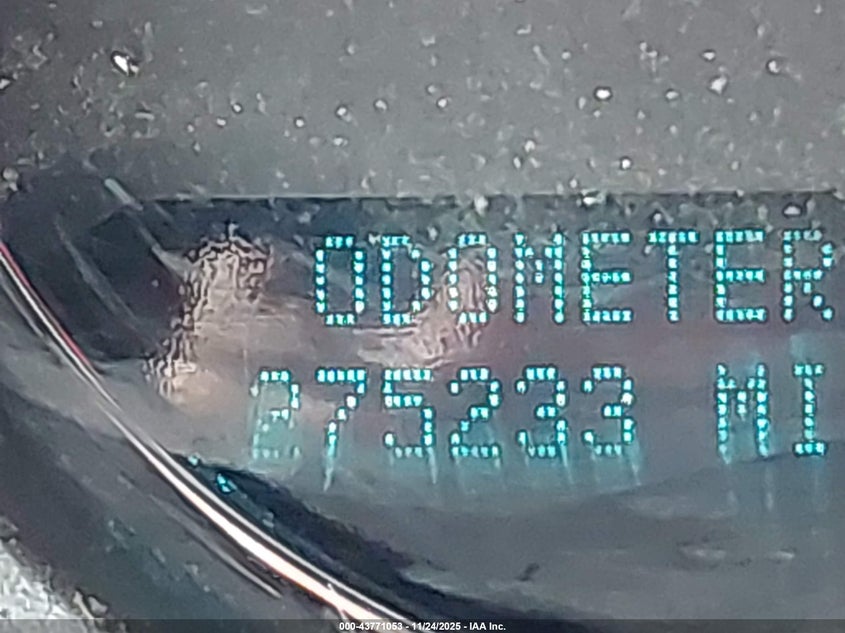 ODOMETER
275233 MI
000-43771053 - 11/24/2025 - IAA Inc.